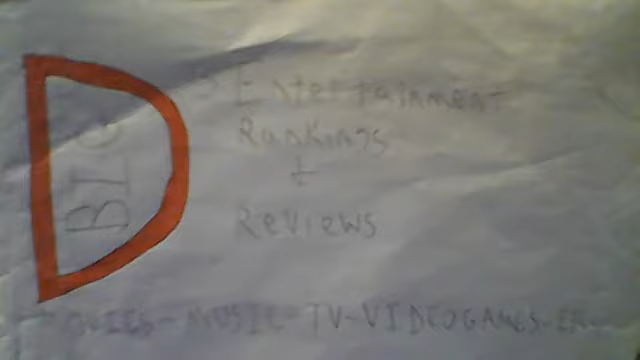 BIG
D
's Entertainment
Rankings
+
Reviews
MOVIES-MUSIC-TV-VIDEOGAMES-